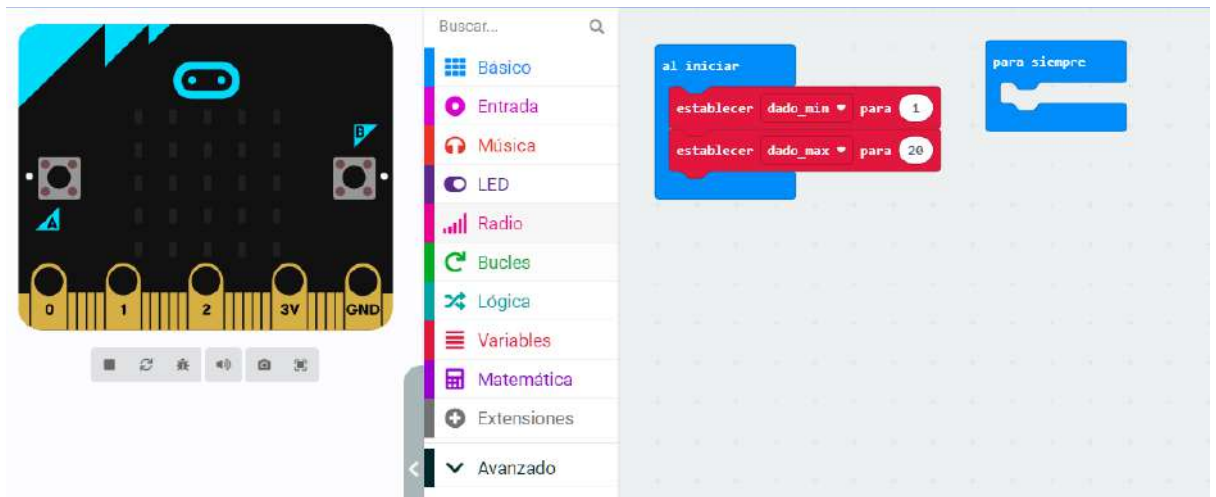 B
A
0 1 2 3V GND
Buscar...
Básico
Entrada
Música
LED
Radio
Bucles
Lógica
Variables
Matemática
Extensiones
Avanzado
al iniciar
establecer dado_min para 1
establecer dado_max para 20
para siempre